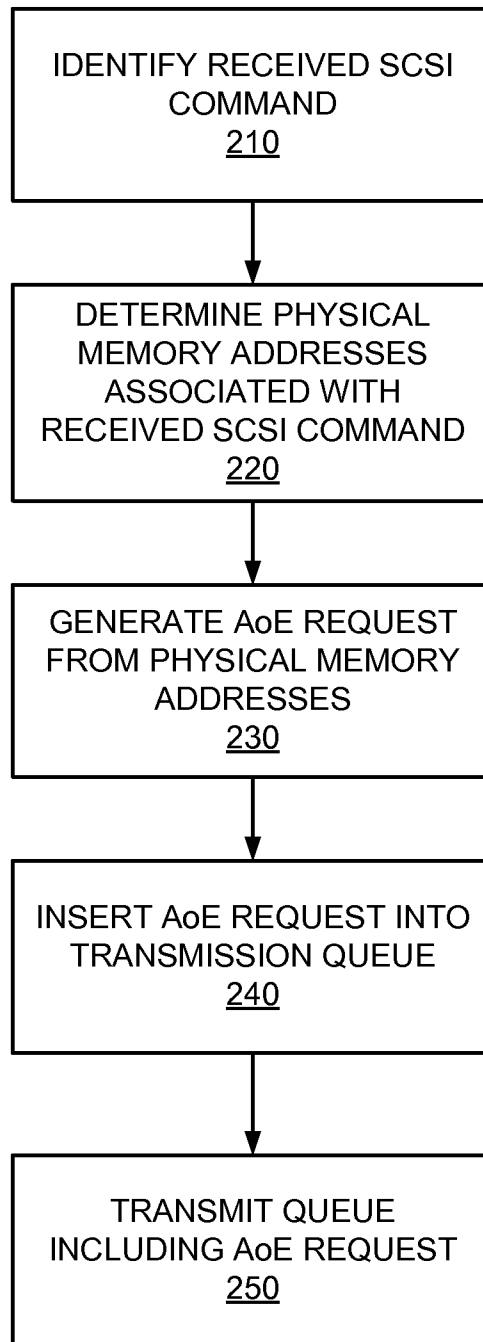 IDENTIFY RECEIVED SCSI
COMMAND
210
DETERMINE PHYSICAL
MEMORY ADDRESSES
ASSOCIATED WITH
RECEIVED SCSI COMMAND
220
GENERATE AoE REQUEST
FROM PHYSICAL MEMORY
ADDRESSES
230
INSERT AoE REQUEST INTO
TRANSMISSION QUEUE
240
TRANSMIT QUEUE
INCLUDING AoE REQUEST
250